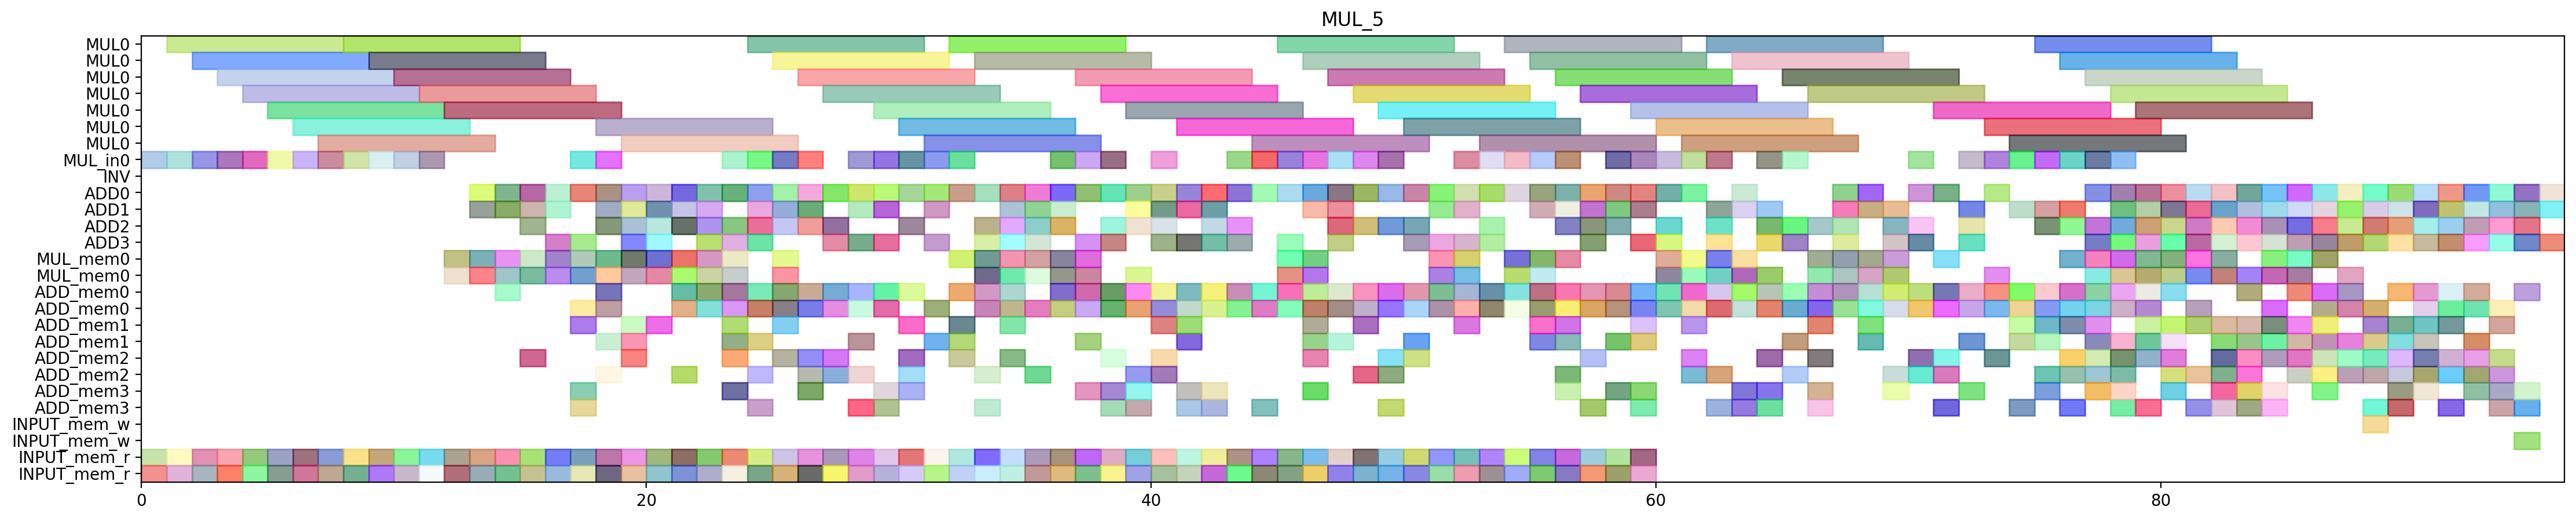 MUL_5
MUL0
MUL0
MUL0
MUL0
MUL0
MUL0
MUL0
MUL_in0
INV
ADD0
ADD1
ADD2
ADD3
MUL_mem0
MUL_mem0
ADD_mem0
ADD_mem0
ADD_mem1
ADD_mem1
ADD_mem2
ADD_mem2
ADD_mem3
ADD_mem3
INPUT_mem_w
INPUT_mem_w
INPUT_mem_r
INPUT_mem_r
0 20 40 60 80